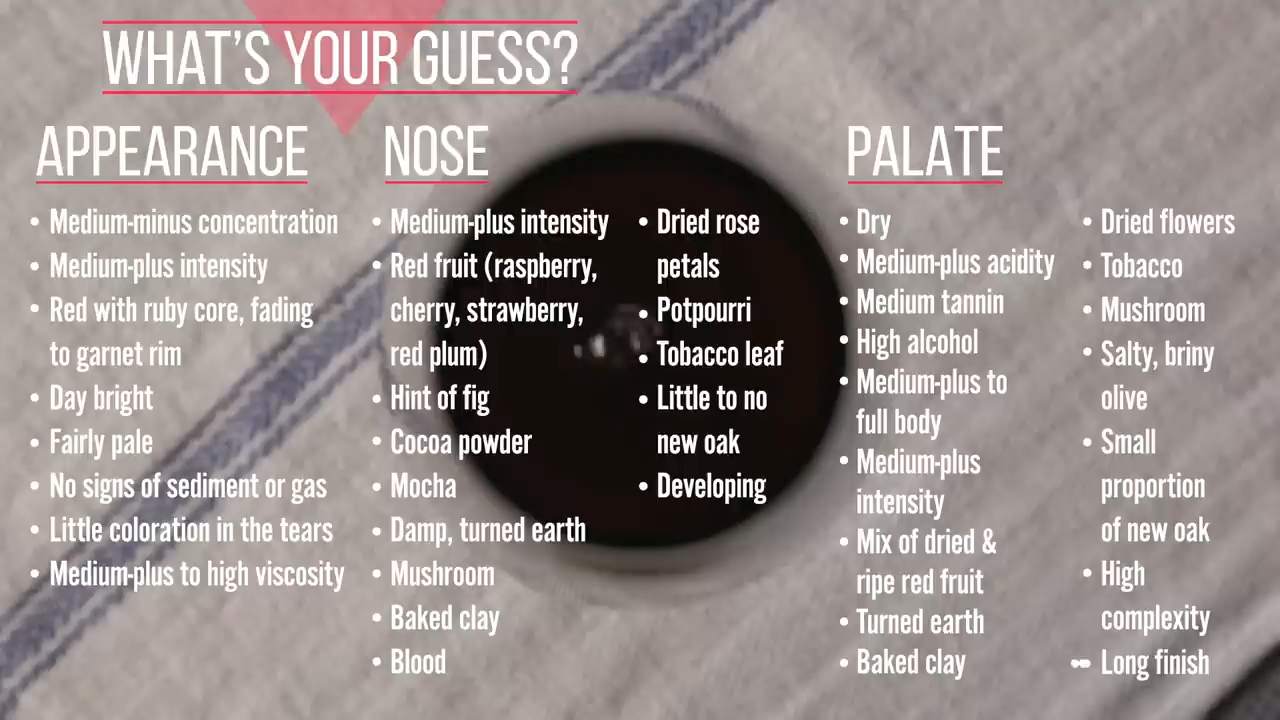 WHAT'S YOUR GUESS?
APPEARANCE
• Medium-minus concentration
• Medium-plus intensity
• Red with ruby core, fading
to garnet rim
• Day bright
• Fairly pale
• No signs of sediment or gas
• Little coloration in the tears
• Medium-plus to high viscosity
NOSE
• Medium-plus intensity
• Red fruit (raspberry,
cherry, strawberry,
red plum)
• Hint of fig
• Cocoa powder
• Mocha
• Damp, turned earth
• Mushroom
• Baked clay
• Blood
• Dried rose
petals
• Potpourri
• Tobacco leaf
• Little to no
new oak
• Developing
PALATE
• Dry
• Medium-plus acidity
• Medium tannin
• High alcohol
• Medium-plus to
full body
• Medium-plus
intensity
• Mix of dried &
ripe red fruit
• Turned earth
• Baked clay
• Dried flowers
• Tobacco
• Mushroom
• Salty, briny
olive
• Small
proportion
of new oak
• High
complexity
• Long finish